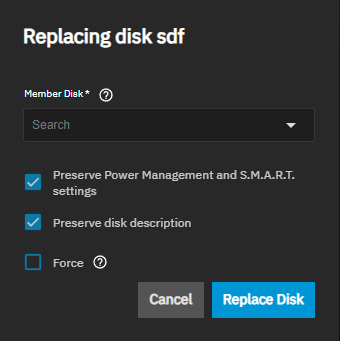 Replacing disk sdf
Member Disk *
Search
Preserve Power Management and S.M.A.R.T.
settings
Preserve disk description
Force
Cancel Replace Disk